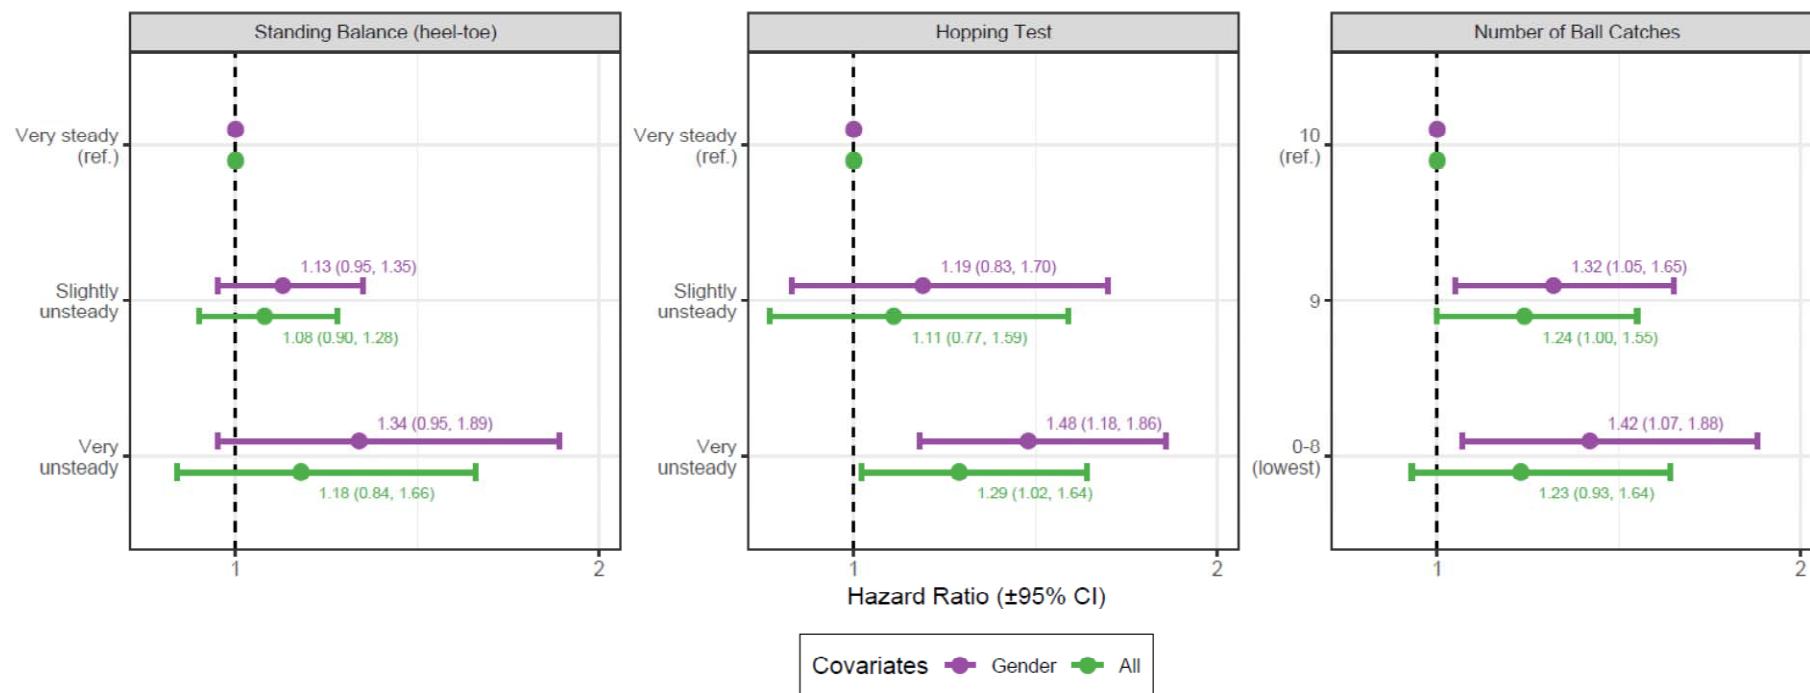 Standing Balance (heel-toe)
Very steady
(ref.)
Slightly
unsteady
Very
unsteady
1.13 (0.95, 1.35)
1.08 (0.90, 1.28)
1.34 (0.95, 1.89)
1.18 (0.84, 1.66)
1
2
Hopping Test
Very steady
(ref.)
Slightly
unsteady
Very
unsteady
1.19 (0.83, 1.70)
1.11 (0.77, 1.59)
1.48 (1.18, 1.86)
1.29 (1.02, 1.64)
1
2
Number of Ball Catches
10
(ref.)
9
0-8
(lowest)
1.32 (1.05, 1.65)
1.24 (1.00, 1.55)
1.42 (1.07, 1.88)
1.23 (0.93, 1.64)
1
2
Hazard Ratio (±95% CI)
Covariates Gender All